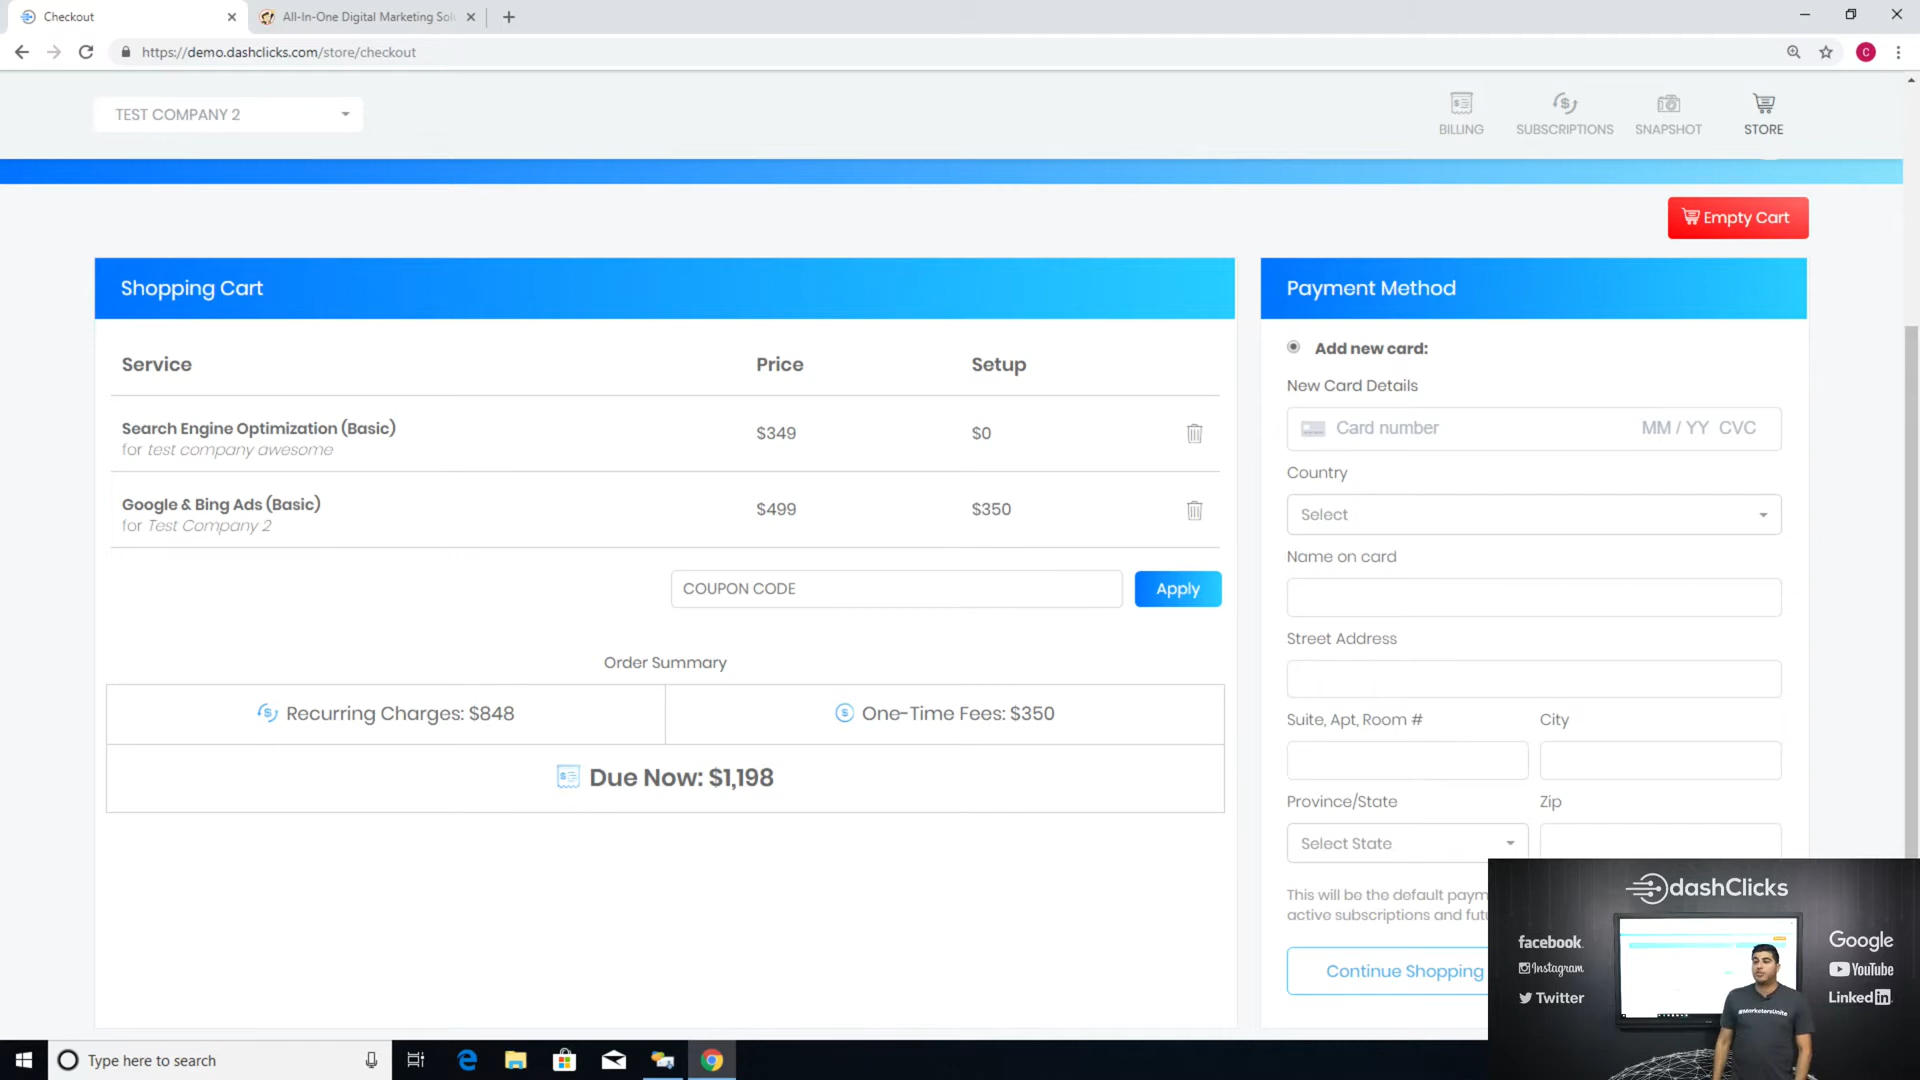 Checkout
All-In-One Digital Marketing Solu
https://demo.dashclicks.com/store/checkout
C
TEST COMPANY 2
BILLING
SUBSCRIPTIONS
SNAPSHOT
STORE
Empty Cart
Shopping Cart
Service Price Setup
Search Engine Optimization (Basic)
for test company awesome
$349 $0
Google & Bing Ads (Basic)
for Test Company 2
$499 $350
COUPON CODE
Apply
Order Summary
Recurring Charges: $848
One-Time Fees: $350
Due Now: $1,198
Payment Method
Add new card:
New Card Details
Card number MM / YY CVC
Country
Select
Name on card
Street Address
Suite, Apt, Room # City
Province/State Zip
Select State
This will be the default paym
active subscriptions and futu
Continue Shopping
dashClicks
facebook
Instagram
Twitter
Google
YouTube
Linked in
#MarketersUnite
Type here to search